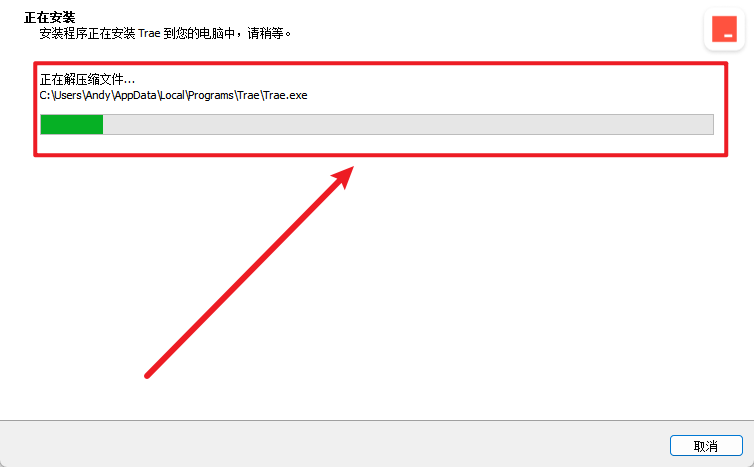 正在安装
安装程序正在安装 Trae 到您的电脑中，请稍等。
正在解压缩文件...
C:\Users\Andy\AppData\Local\Programs\Trae\Trae.exe
取消